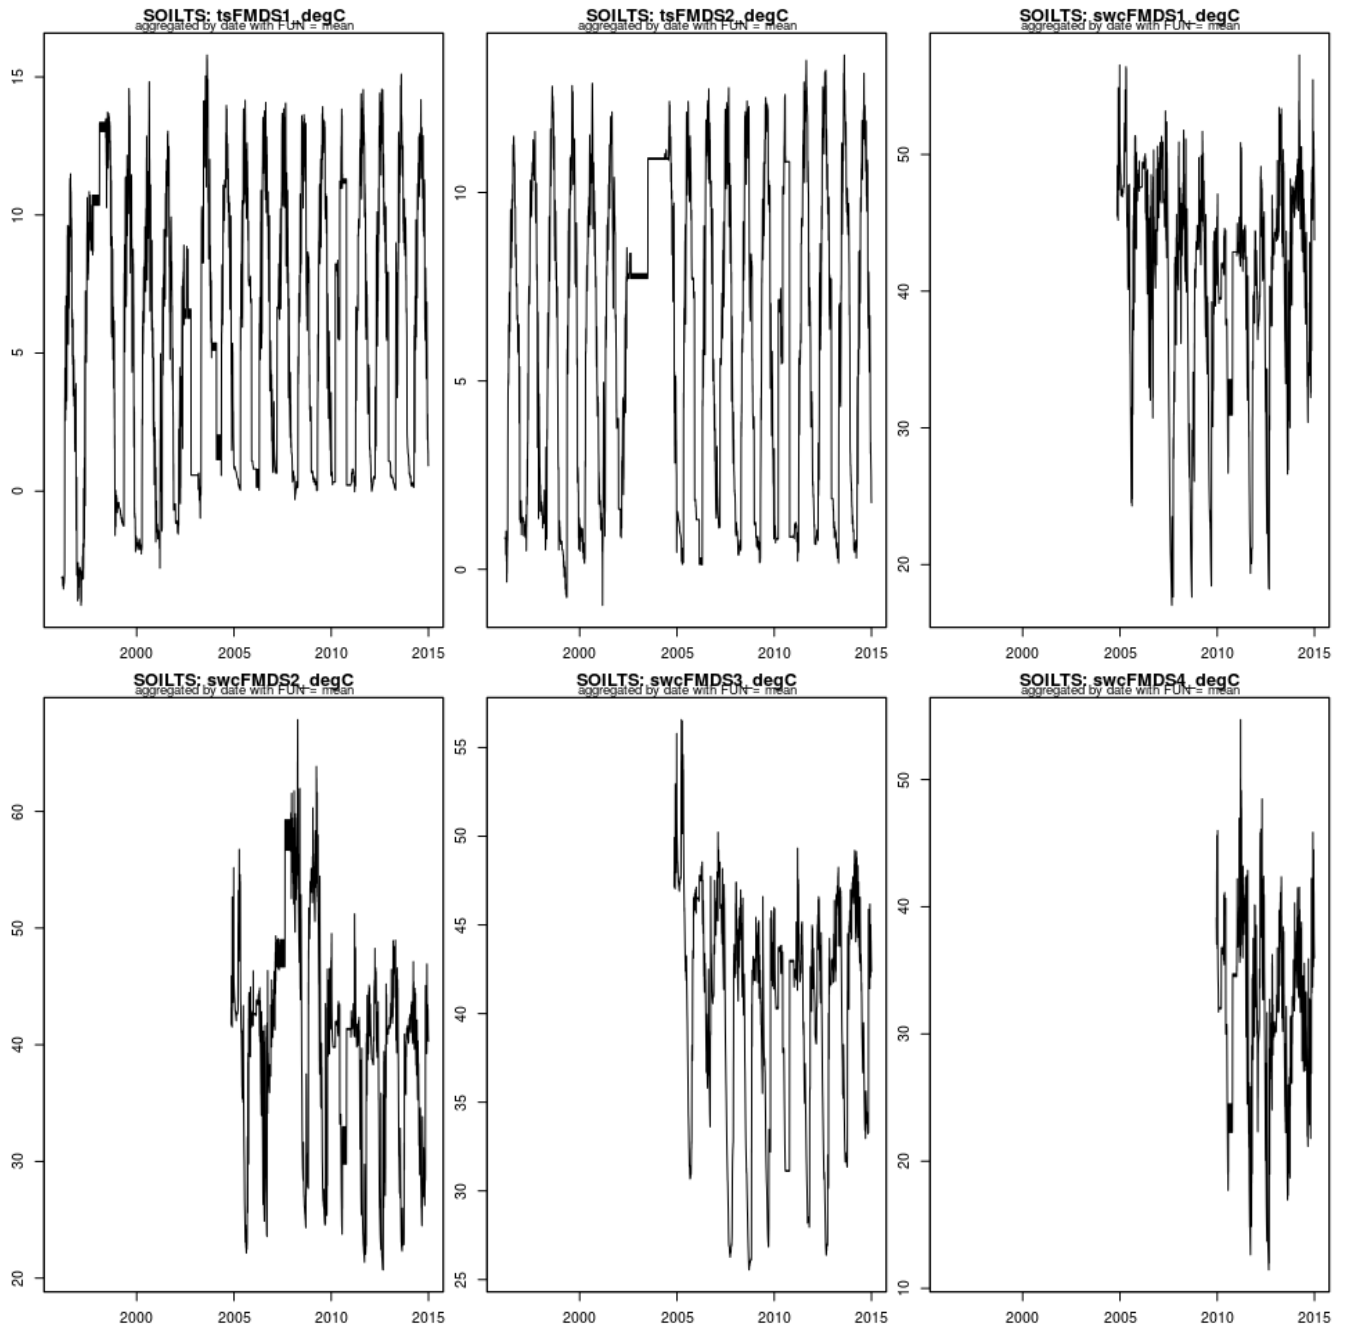 SOILTS: tsFMDS1_degC
aggregated by date with FUN = mean
15
10
5
0
2000 2005 2010 2015
SOILTS: tsFMDS2_degC
aggregated by date with FUN = mean
10
5
0
2000 2005 2010 2015
SOILTS: swcFMDS1_degC
aggregated by date with FUN = mean
50
40
30
20
2000 2005 2010 2015
SOILTS: swcFMDS2_degC
aggregated by date with FUN = mean
60
50
40
30
20
2000 2005 2010 2015
SOILTS: swcFMDS3_degC
aggregated by date with FUN = mean
55
50
45
40
35
30
25
2000 2005 2010 2015
SOILTS: swcFMDS4_degC
aggregated by date with FUN = mean
50
40
30
20
10
2000 2005 2010 2015